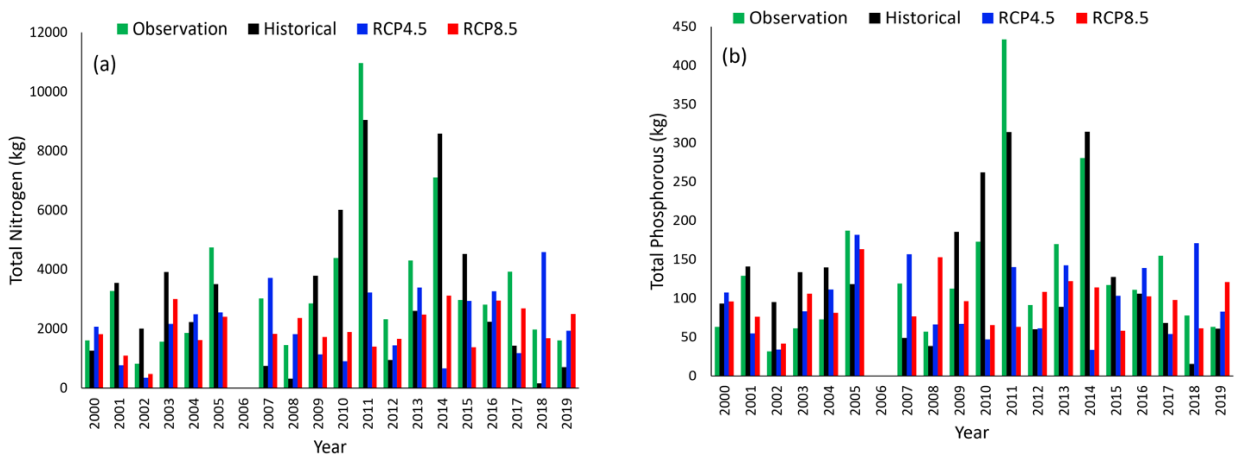 Observation Historical RCP4.5 RCP8.5
(a)
Total Nitrogen (kg)
12000
10000
8000
6000
4000
2000
0
2000 2001 2002 2003 2004 2005 2006 2007 2008 2009 2010 2011 2012 2013 2014 2015 2016 2017 2018 2019
Year
Observation Historical RCP4.5 RCP8.5
(b)
Total Phosphorous (kg)
450
400
350
300
250
200
150
100
50
0
2000 2001 2002 2003 2004 2005 2006 2007 2008 2009 2010 2011 2012 2013 2014 2015 2016 2017 2018 2019
Year